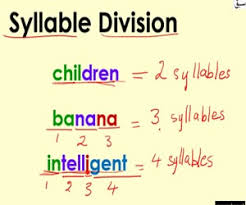 Syllable Division
children = 2 syllables
banana = 3 syllables
1 2 3
intelligent = 4 syllables
1 2 3 4